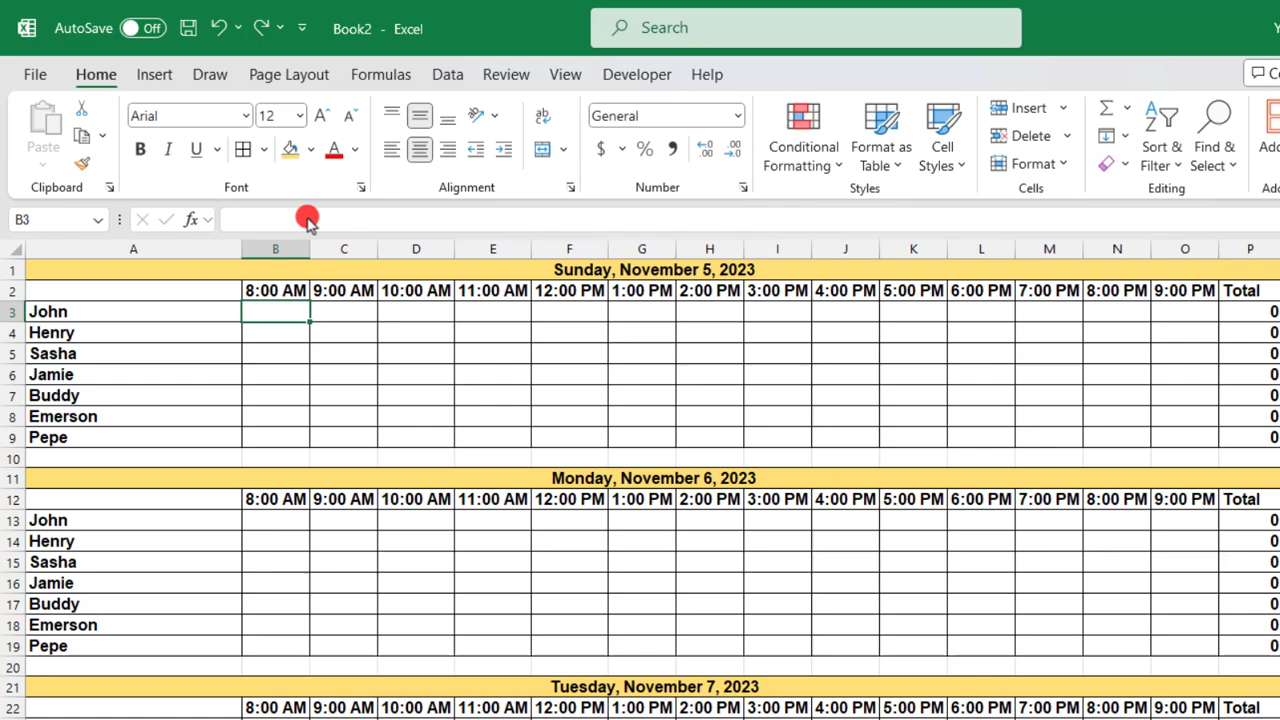 AutoSave Off Book2 - Excel Search
File Home Insert Draw Page Layout Formulas Data Review View Developer Help
Paste Arial 12 B I U A General $ % Conditional Formatting Format as Table Cell Styles Insert Delete Format Sort & Filter Find & Select
Clipboard Font Alignment Number Styles Cells Editing
B3 fx
A B C D E F G H I J K L M N O P
1 Sunday, November 5, 2023
2 8:00 AM 9:00 AM 10:00 AM 11:00 AM 12:00 PM 1:00 PM 2:00 PM 3:00 PM 4:00 PM 5:00 PM 6:00 PM 7:00 PM 8:00 PM 9:00 PM Total
3 John 0
4 Henry 0
5 Sasha 0
6 Jamie 0
7 Buddy 0
8 Emerson 0
9 Pepe 0
10
11 Monday, November 6, 2023
12 8:00 AM 9:00 AM 10:00 AM 11:00 AM 12:00 PM 1:00 PM 2:00 PM 3:00 PM 4:00 PM 5:00 PM 6:00 PM 7:00 PM 8:00 PM 9:00 PM Total
13 John 0
14 Henry 0
15 Sasha 0
16 Jamie 0
17 Buddy 0
18 Emerson 0
19 Pepe 0
20
21 Tuesday, November 7, 2023
22 8:00 AM 9:00 AM 10:00 AM 11:00 AM 12:00 PM 1:00 PM 2:00 PM 3:00 PM 4:00 PM 5:00 PM 6:00 PM 7:00 PM 8:00 PM 9:00 PM Total